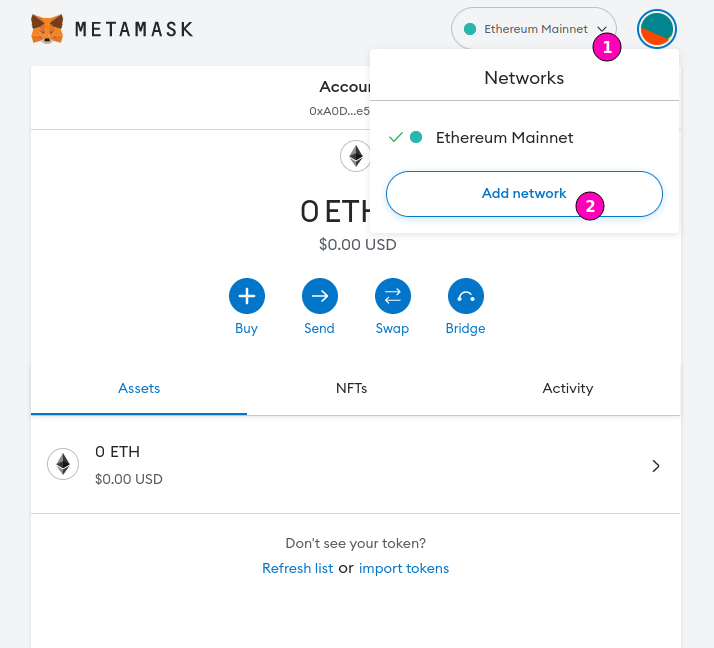 METAMASK
Ethereum Mainnet
1
Networks
Ethereum Mainnet
Add network
2
Accoun
0xA0D...e5
0 ETH
$0.00 USD
Buy
Send
Swap
Bridge
Assets
NFTs
Activity
0 ETH
$0.00 USD
Don't see your token?
Refresh list or import tokens